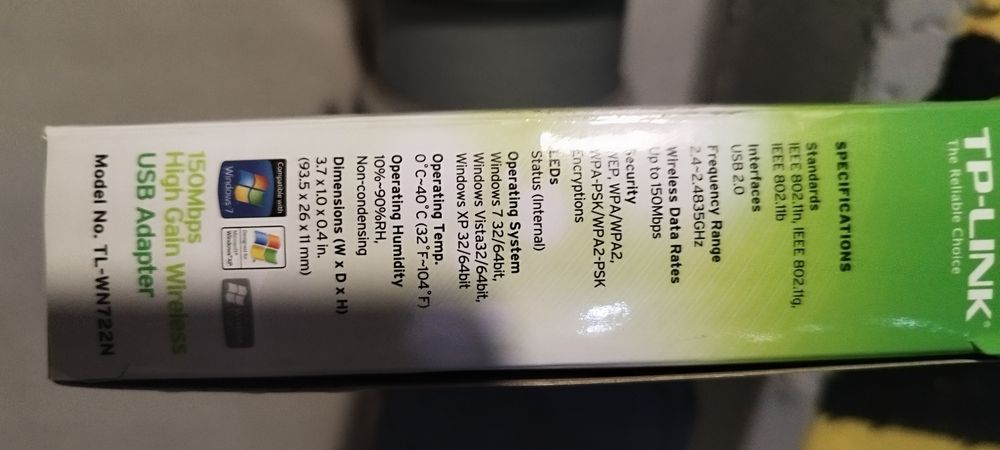 TP-LINK®
The Reliable Choice
SPECIFICATIONS
Standards
IEEE 802.11n, IEEE 802.11g,
IEEE 802.11b
Interfaces
USB 2.0
Frequency Range
2.4-2.4835GHz
Wireless Data Rates
Up to 150Mbps
Security
WEP, WPA/WPA2,
WPA-PSK/WPA2-PSK
Encryptions
LEDs
Status (Internal)
Operating System
Windows 7 32/64bit,
Windows Vista32/64bit,
Windows XP 32/64bit
Operating Temp.
0°C~40°C (32°F~104°F)
Operating Humidity
10%~90%RH,
Non-condensing
Dimensions (W x D x H)
3.7 x 1.0 x 0.4 in.
(93.5 x 26 x 11 mm)
Compatible with
Windows 7
Designed for
Microsoft®
Windows®XP
150Mbps
High Gain Wireless
USB Adapter
Model No. TL-WN722N